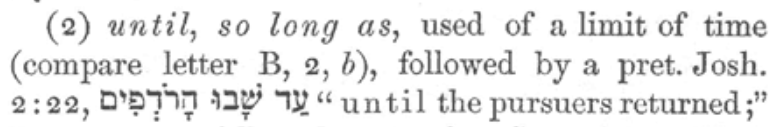 (2) until, so long as, used of a limit of time
(compare letter B, 2, b), followed by a pret. Josh.
2:22, עַד שָׁבוּ הָרֹדְפִים “until the pursuers returned;”